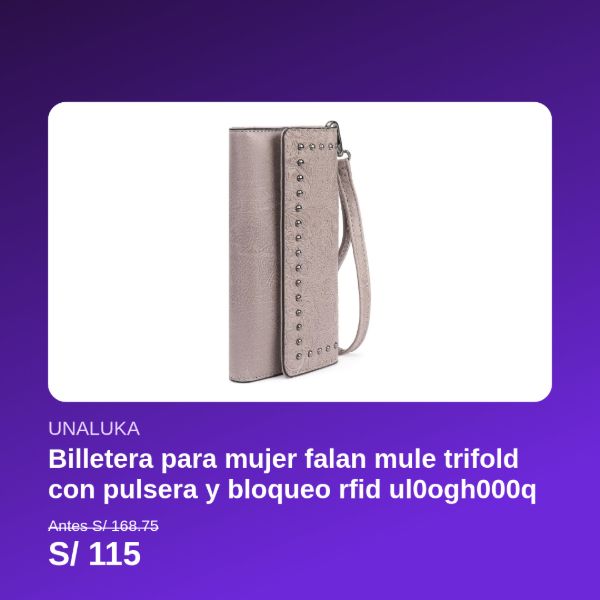 UNALUKA
Billetera para mujer falan mule trifold
con pulsera y bloqueo rfid ul0ogh000q
Antes S/ 168.75
S/ 115